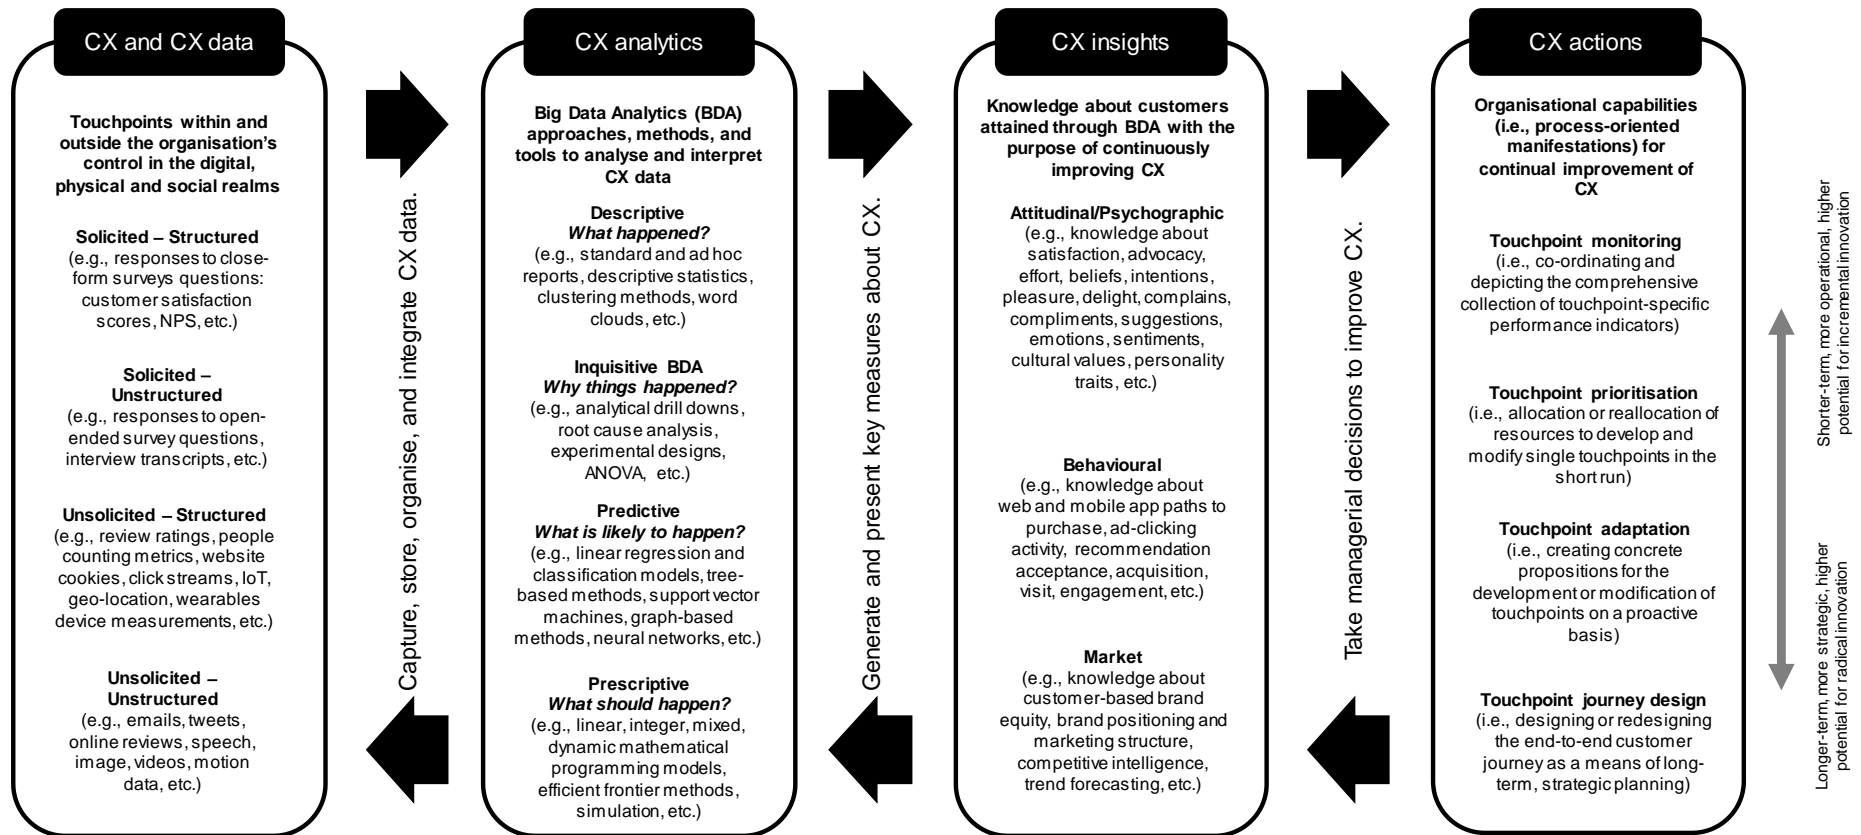 CX and CX data
Touchpoints within and
outside the organisation's
control in the digital,
physical and social realms
Solicited – Structured
(e.g., responses to close-
form surveys questions:
customer satisfaction
scores, NPS, etc.)
Solicited –
Unstructured
(e.g., responses to open-
ended survey questions,
interview transcripts, etc.)
Unsolicited – Structured
(e.g., review ratings, people
counting metrics, website
cookies, click streams, IoT,
geo-location, wearables
device measurements, etc.)
Unsolicited –
Unstructured
(e.g., emails, tweets,
online reviews, speech,
image, videos, motion
data, etc.)
Capture, store, organise, and integrate CX data.
CX analytics
Big Data Analytics (BDA)
approaches, methods, and
tools to analyse and interpret
CX data
Descriptive
What happened?
(e.g., standard and ad hoc
reports, descriptive statistics,
clustering methods, word
clouds, etc.)
Inquisitive BDA
Why things happened?
(e.g., analytical drill downs,
root cause analysis,
experimental designs,
ANOVA, etc.)
Predictive
What is likely to happen?
(e.g., linear regression and
classification models, tree-
based methods, support vector
machines, graph-based
methods, neural networks, etc.)
Prescriptive
What should happen?
(e.g., linear, integer, mixed,
dynamic mathematical
programming models,
efficient frontier methods,
simulation, etc.)
Generate and present key measures about CX.
CX insights
Knowledge about customers
attained through BDA with the
purpose of continuously
improving CX
Attitudinal/Psychographic
(e.g., knowledge about
satisfaction, advocacy,
effort, beliefs, intentions,
pleasure, delight, complains,
compliments, suggestions,
emotions, sentiments,
cultural values, personality
traits, etc.)
Behavioural
(e.g., knowledge about
web and mobile app paths to
purchase, ad-clicking
activity, recommendation
acceptance, acquisition,
visit, engagement, etc.)
Market
(e.g., knowledge about
customer-based brand
equity, brand positioning and
marketing structure,
competitive intelligence,
trend forecasting, etc.)
Take managerial decisions to improve CX.
CX actions
Organisational capabilities
(i.e., process-oriented
manifestations) for
continual improvement of
CX
Touchpoint monitoring
(i.e., co-ordinating and
depicting the comprehensive
collection of touchpoint-specific
performance indicators)
Touchpoint prioritisation
(i.e., allocation or reallocation of
resources to develop and
modify single touchpoints in the
short run)
Touchpoint adaptation
(i.e., creating concrete
propositions for the
development or modification of
touchpoints on a proactive
basis)
Touchpoint journey design
(i.e., designing or redesigning
the end-to-end customer
journey as a means of long-
term, strategic planning)
Shorter-term, more operational, higher
potential for incremental innovation
Longer-term, more strategic, higher
potential for radical innovation